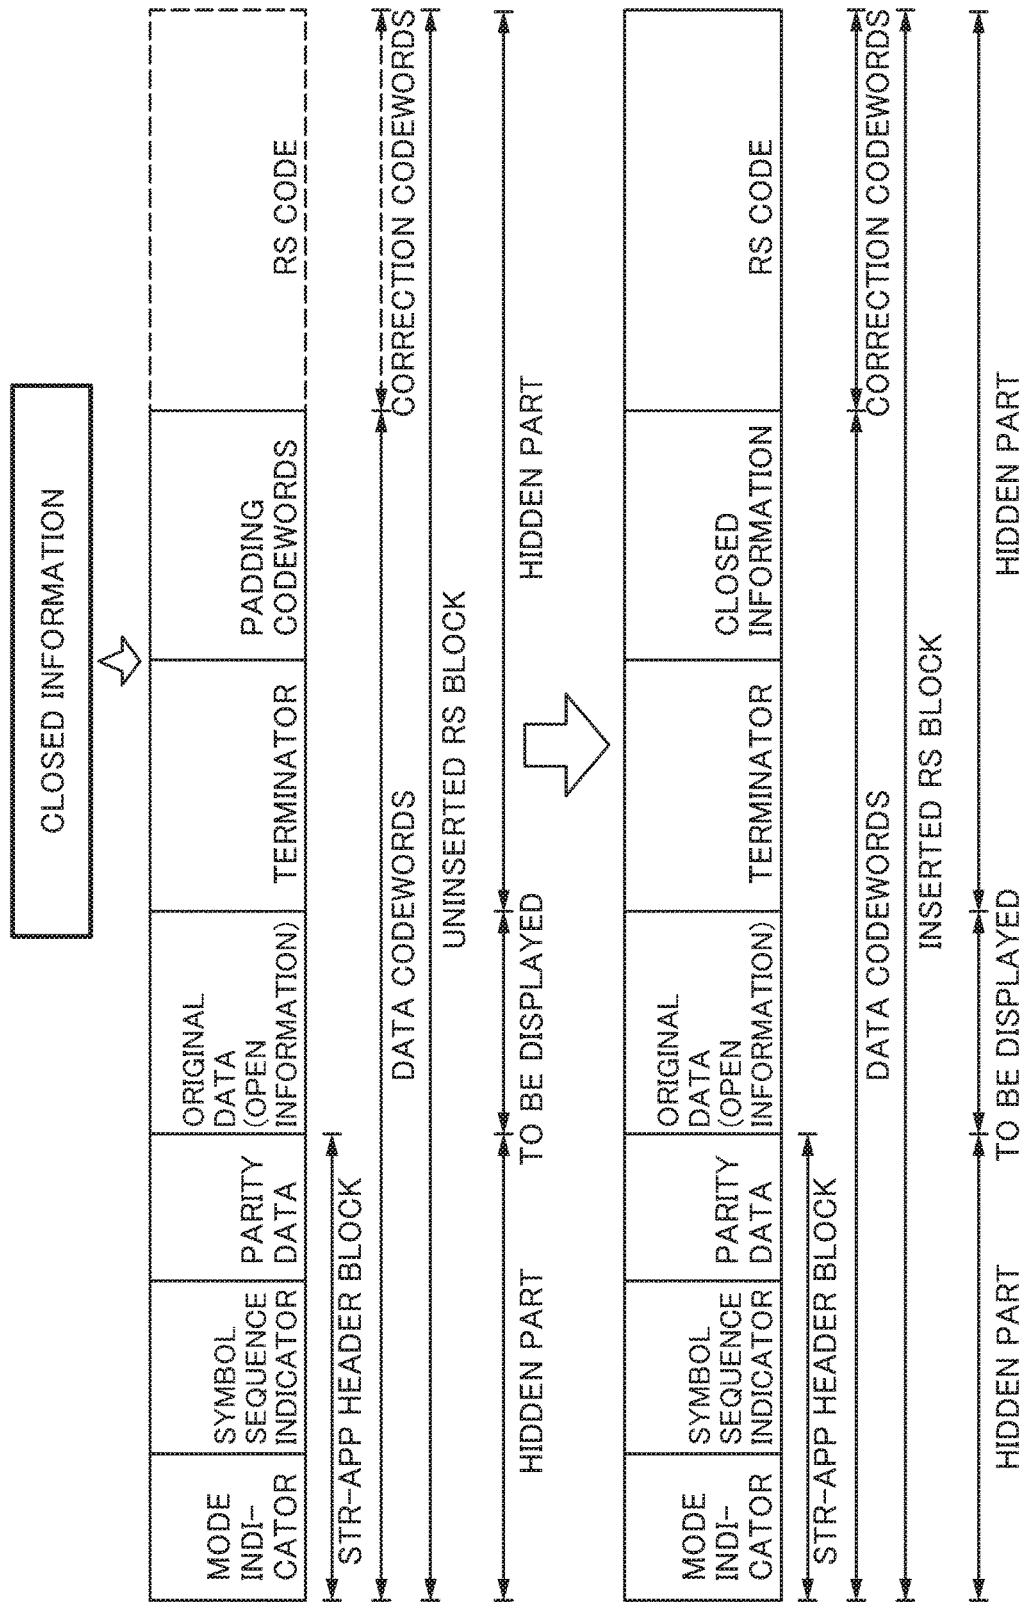 CLOSED INFORMATION
MODE
INDI-
CATOR
SYMBOL
SEQUENCE
INDICATOR
PARITY
DATA
ORIGINAL
DATA
(OPEN
INFORMATION)
TERMINATOR
PADDING
CODEWORDS
RS CODE
STR-APP HEADER BLOCK
DATA CODEWORDS
CORRECTION CODEWORDS
UNINSERTED RS BLOCK
HIDDEN PART
TO BE DISPLAYED
HIDDEN PART
MODE
INDI-
CATOR
SYMBOL
SEQUENCE
INDICATOR
PARITY
DATA
ORIGINAL
DATA
(OPEN
INFORMATION)
TERMINATOR
CLOSED
INFORMATION
RS CODE
STR-APP HEADER BLOCK
DATA CODEWORDS
CORRECTION CODEWORDS
INSERTED RS BLOCK
HIDDEN PART
TO BE DISPLAYED
HIDDEN PART